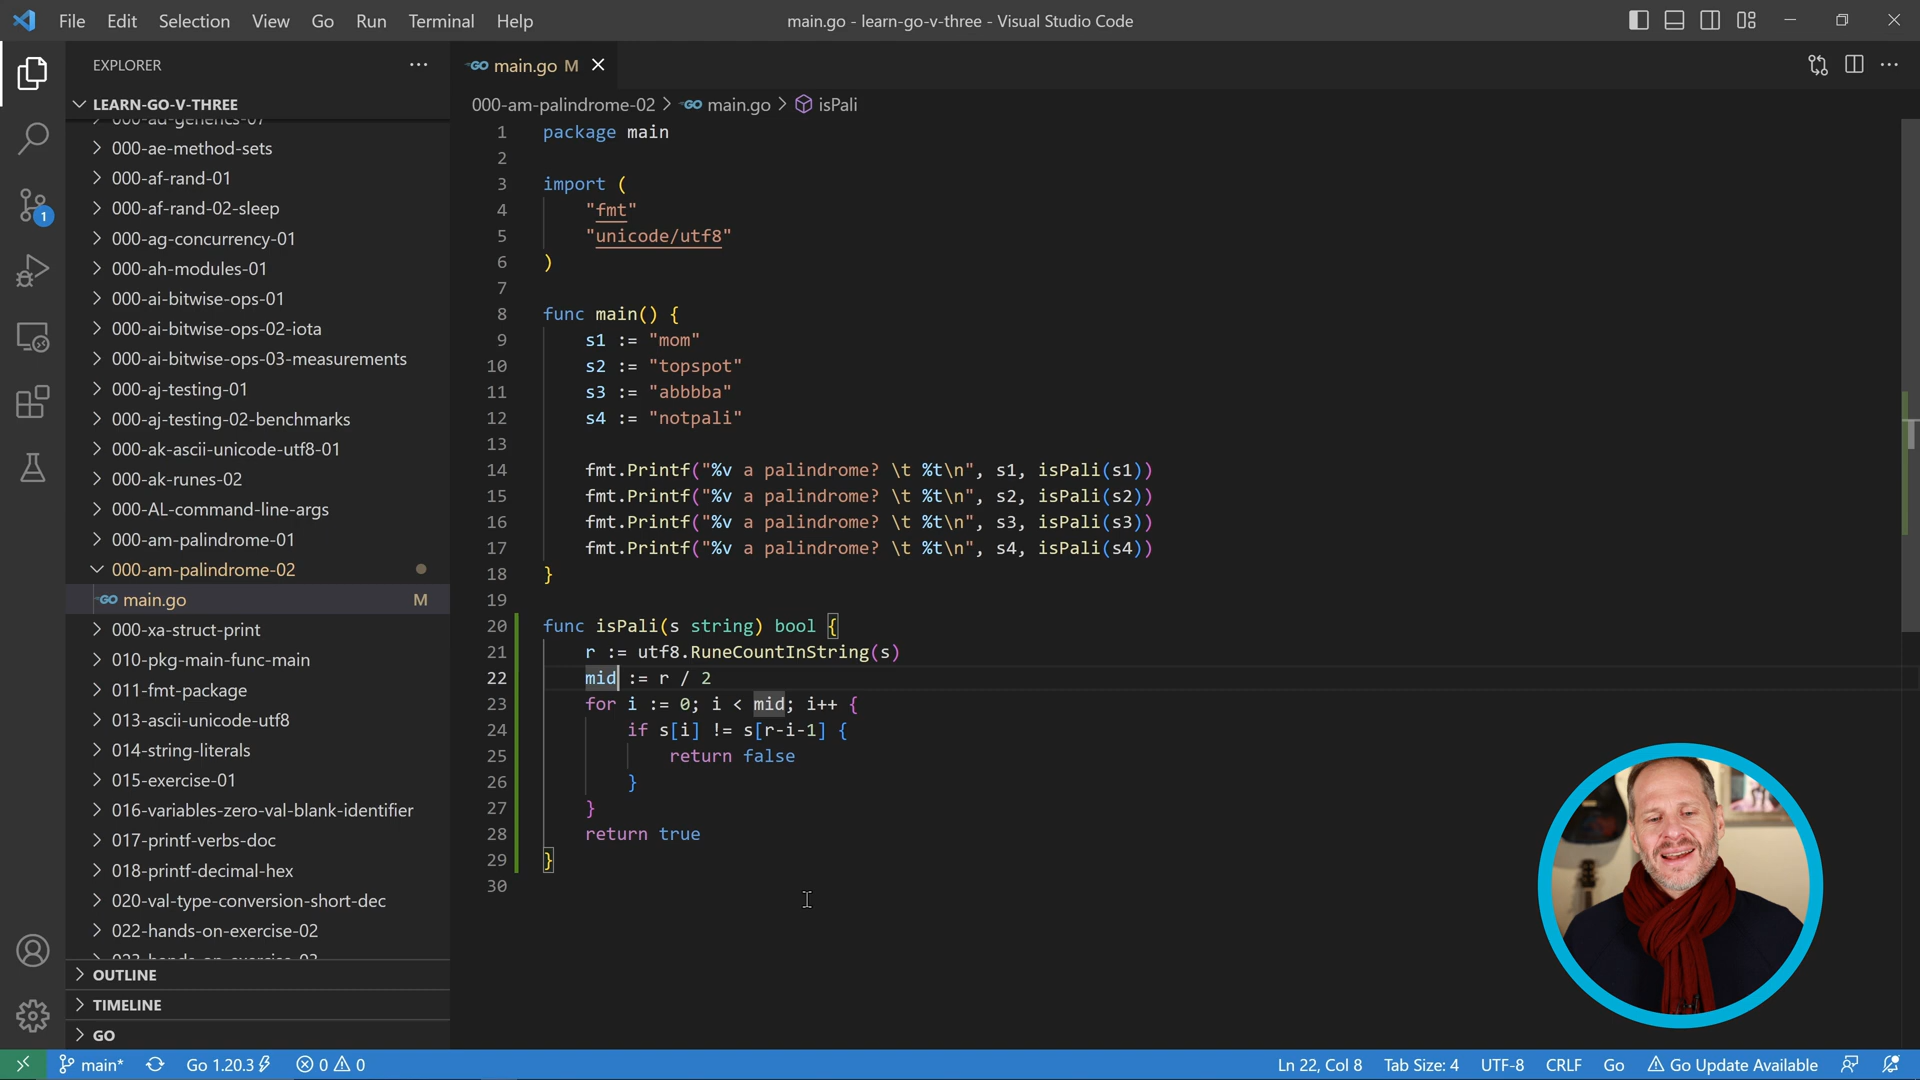 File Edit Selection View Go Run Terminal Help
main.go - learn-go-v-three - Visual Studio Code
EXPLORER
LEARN-GO-V-THREE
000-ad-generics-07
000-ae-method-sets
000-af-rand-01
000-af-rand-02-sleep
000-ag-concurrency-01
000-ah-modules-01
000-ai-bitwise-ops-01
000-ai-bitwise-ops-02-iota
000-ai-bitwise-ops-03-measurements
000-aj-testing-01
000-aj-testing-02-benchmarks
000-ak-ascii-unicode-utf8-01
000-ak-runes-02
000-AL-command-line-args
000-am-palindrome-01
000-am-palindrome-02
GO main.go M
000-xa-struct-print
010-pkg-main-func-main
011-fmt-package
013-ascii-unicode-utf8
014-string-literals
015-exercise-01
016-variables-zero-val-blank-identifier
017-printf-verbs-doc
018-printf-decimal-hex
020-val-type-conversion-short-dec
022-hands-on-exercise-02
023-hands-on-exercise-03
OUTLINE
TIMELINE
GO
1
GO main.go M
000-am-palindrome-02 > GO main.go > isPali
1 package main
2
3 import (
4 "fmt"
5 "unicode/utf8"
6 )
7
8 func main() {
9 s1 := "mom"
10 s2 := "topspot"
11 s3 := "abbbba"
12 s4 := "notpali"
13
14 fmt.Printf("%v a palindrome? \t %t\n", s1, isPali(s1))
15 fmt.Printf("%v a palindrome? \t %t\n", s2, isPali(s2))
16 fmt.Printf("%v a palindrome? \t %t\n", s3, isPali(s3))
17 fmt.Printf("%v a palindrome? \t %t\n", s4, isPali(s4))
18 }
19
20 func isPali(s string) bool {
21 r := utf8.RuneCountInString(s)
22 mid := r / 2
23 for i := 0; i < mid; i++ {
24 if s[i] != s[r-i-1] {
25 return false
26 }
27 }
28 return true
29 }
30
main* Go 1.20.3 0 0 Ln 22, Col 8 Tab Size: 4 UTF-8 CRLF Go Go Update Available